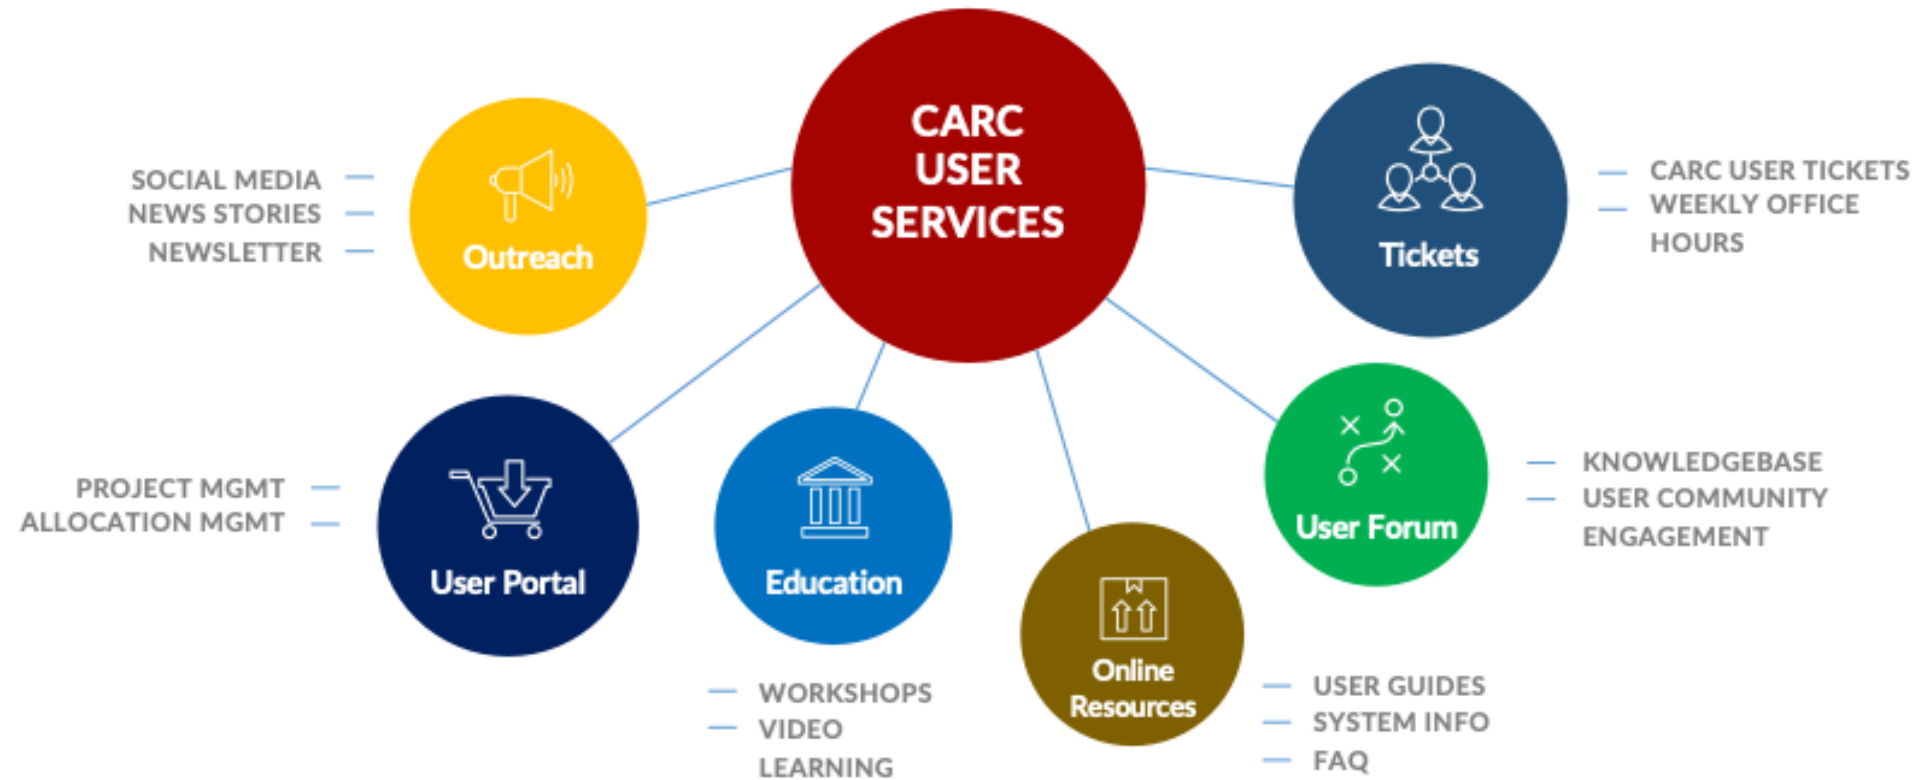 CARC
USER
SERVICES
SOCIAL MEDIA
NEWS STORIES
NEWSLETTER
Outreach
Tickets
CARC USER TICKETS
WEEKLY OFFICE
HOURS
PROJECT MGMT
ALLOCATION MGMT
User Portal
Education
WORKSHOPS
VIDEO
LEARNING
Online
Resources
USER GUIDES
SYSTEM INFO
FAQ
User Forum
KNOWLEDGEBASE
USER COMMUNITY
ENGAGEMENT